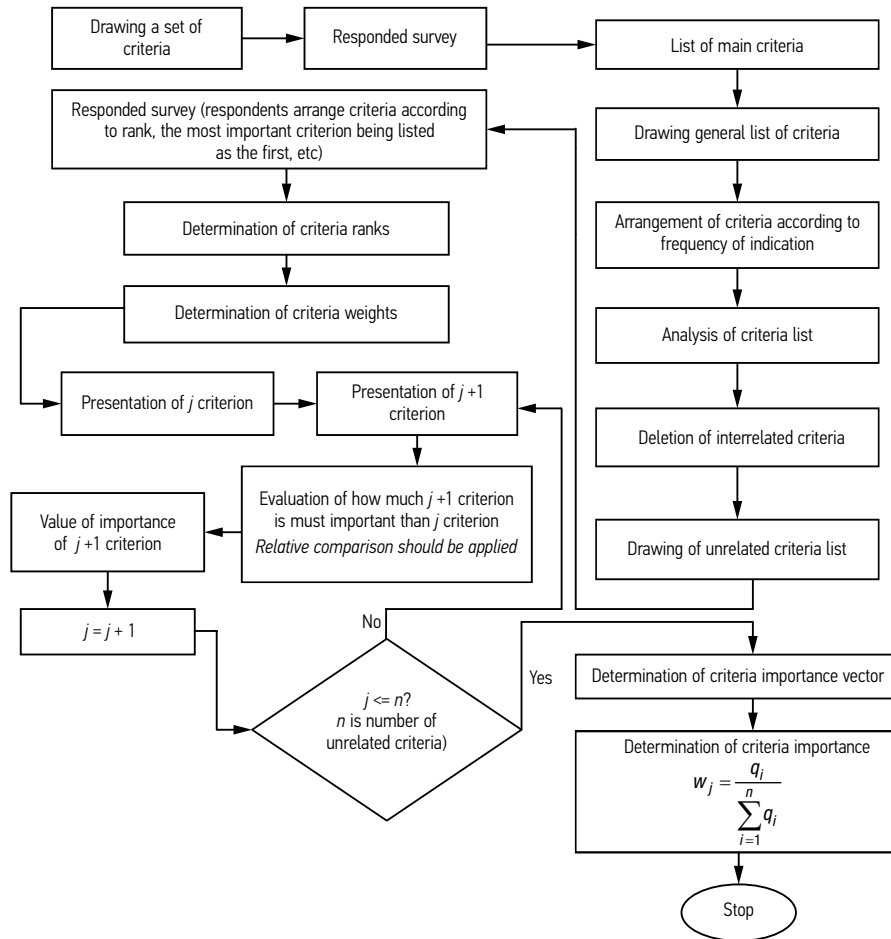 Drawing a set of
criteria
Responded survey
List of main criteria
Drawing general list of criteria
Arrangement of criteria according to
frequency of indication
Analysis of criteria list
Deletion of interrelated criteria
Drawing of unrelated criteria list
Responded survey (respondents arrange criteria according
to rank, the most important criterion being listed
as the first, etc)
Determination of criteria ranks
Determination of criteria weights
Presentation of j criterion
Presentation of j +1
criterion
Evaluation of how much j +1 criterion
is must important than j criterion
Relative comparison should be applied
Value of importance
of j +1 criterion
j = j + 1
j <= n?
n is number of
unrelated criteria)
No
Yes
Determination of criteria importance vector
Determination of criteria importance
w_j = q_i / \sum_{i=1}^{n} q_i
Stop